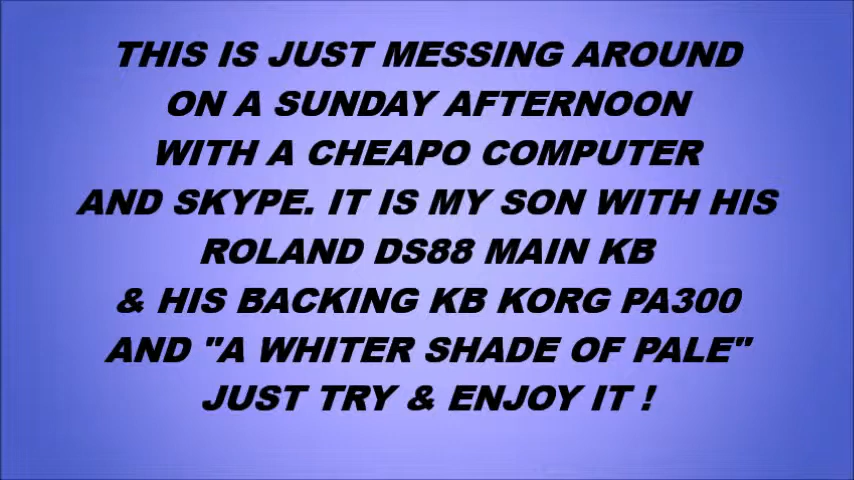 THIS IS JUST MESSING AROUND
ON A SUNDAY AFTERNOON
WITH A CHEAPO COMPUTER
AND SKYPE. IT IS MY SON WITH HIS
ROLAND DS88 MAIN KB
& HIS BACKING KB KORG PA300
AND "A WHITER SHADE OF PALE"
JUST TRY & ENJOY IT !